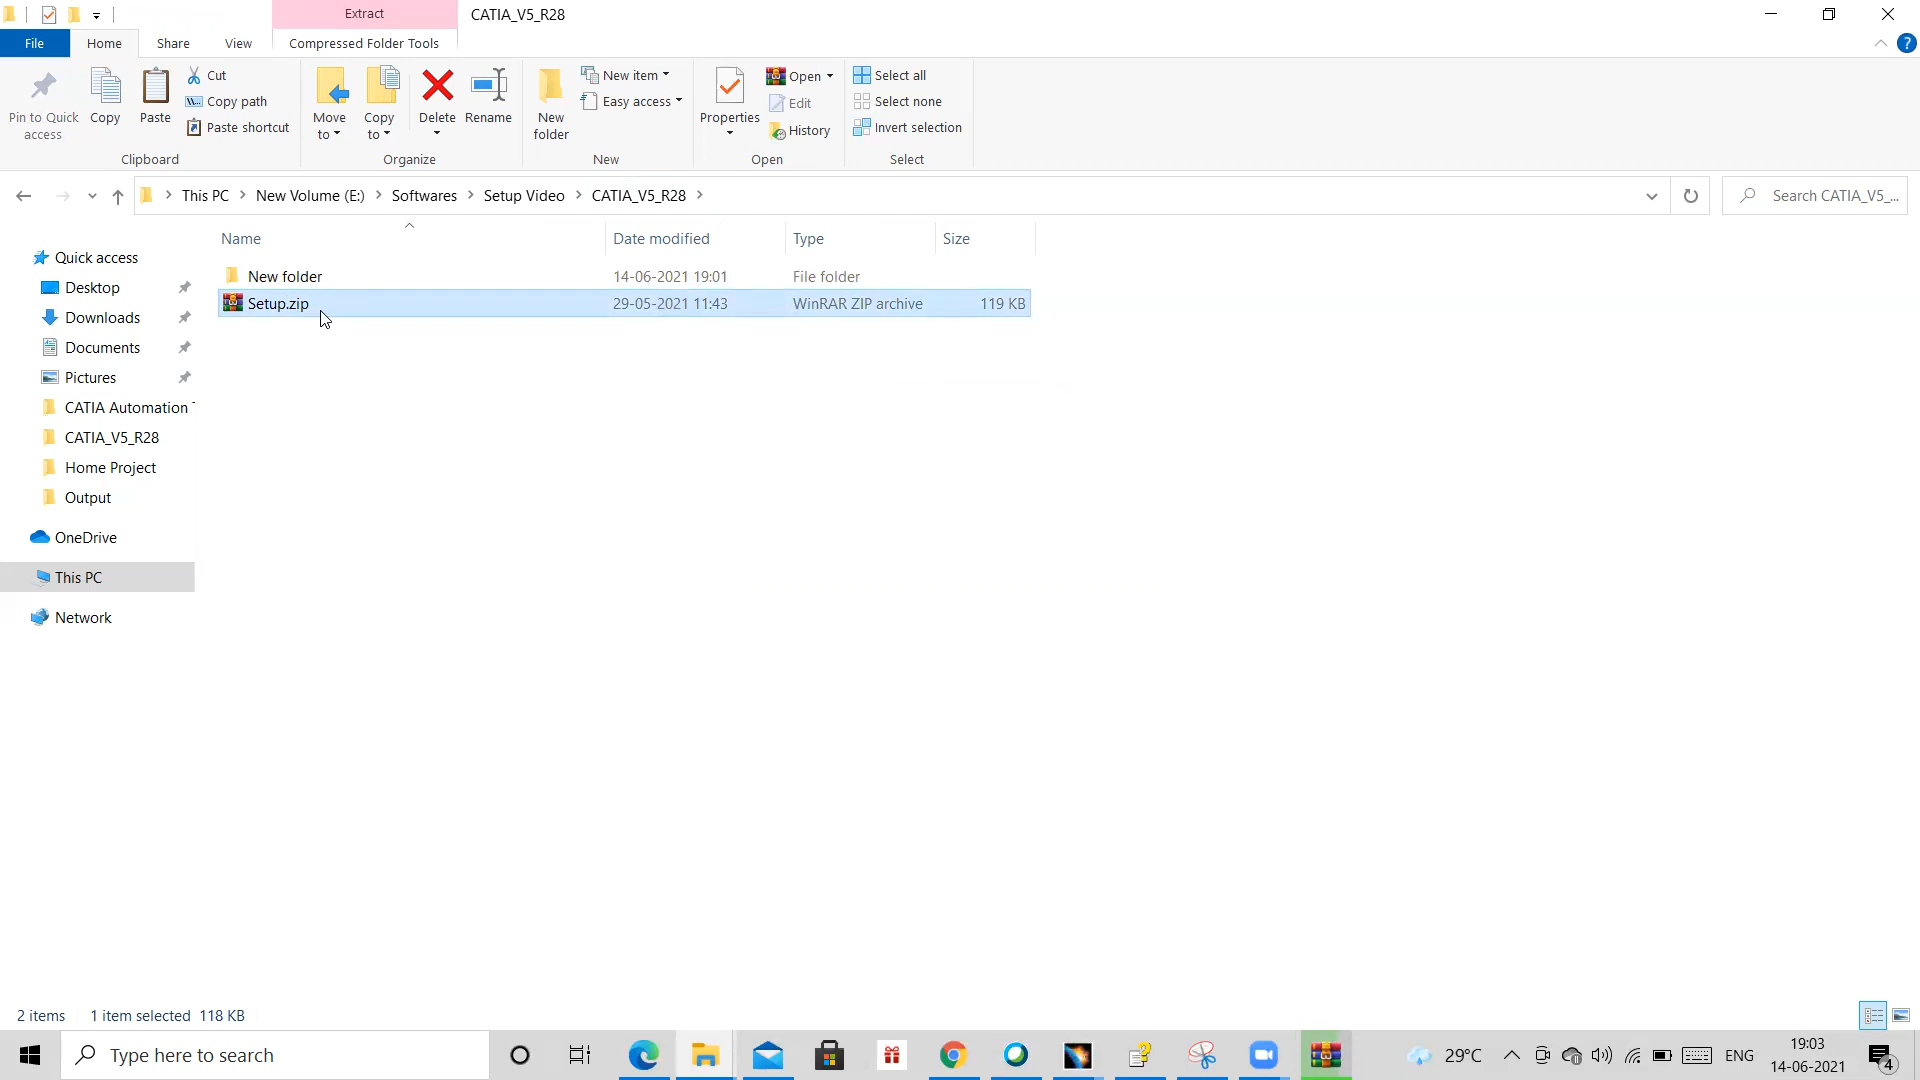 Extract
CATIA_V5_R28
File
Home
Share
View
Compressed Folder Tools
Pin to Quick access
Copy
Paste
Cut
Copy path
Paste shortcut
Clipboard
Move to
Copy to
Delete
Rename
Organize
New folder
New item
Easy access
New
Properties
Open
Edit
History
Open
Select all
Select none
Invert selection
Select
This PC > New Volume (E:) > Softwares > Setup Video > CATIA_V5_R28 >
Search CATIA_V5_...
Name Date modified Type Size
New folder 14-06-2021 19:01 File folder
Setup.zip 29-05-2021 11:43 WinRAR ZIP archive 119 KB
Quick access
Desktop
Downloads
Documents
Pictures
CATIA Automation
CATIA_V5_R28
Home Project
Output
OneDrive
This PC
Network
2 items 1 item selected 118 KB
Type here to search
29°C
ENG
19:03
14-06-2021
4